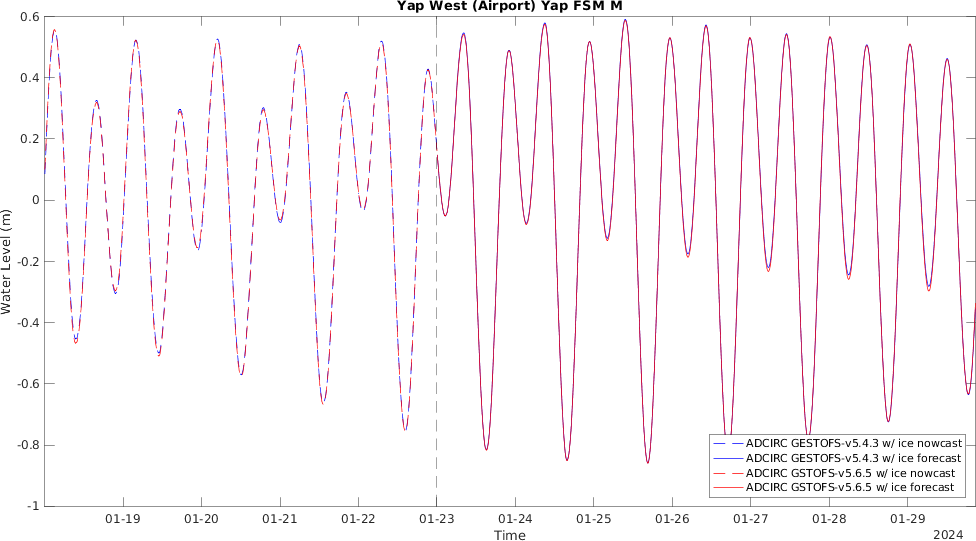 Yap West (Airport) Yap FSM M
Water Level (m)
0.6
0.4
0.2
0
-0.2
-0.4
-0.6
-0.8
-1
ADCIRC GESTOFS-v5.4.3 w/ ice nowcast
ADCIRC GESTOFS-v5.4.3 w/ ice forecast
ADCIRC GSTOFS-v5.6.5 w/ ice nowcast
ADCIRC GSTOFS-v5.6.5 w/ ice forecast
01-19 01-20 01-21 01-22 01-23 01-24 01-25 01-26 01-27 01-28 01-29
Time
2024